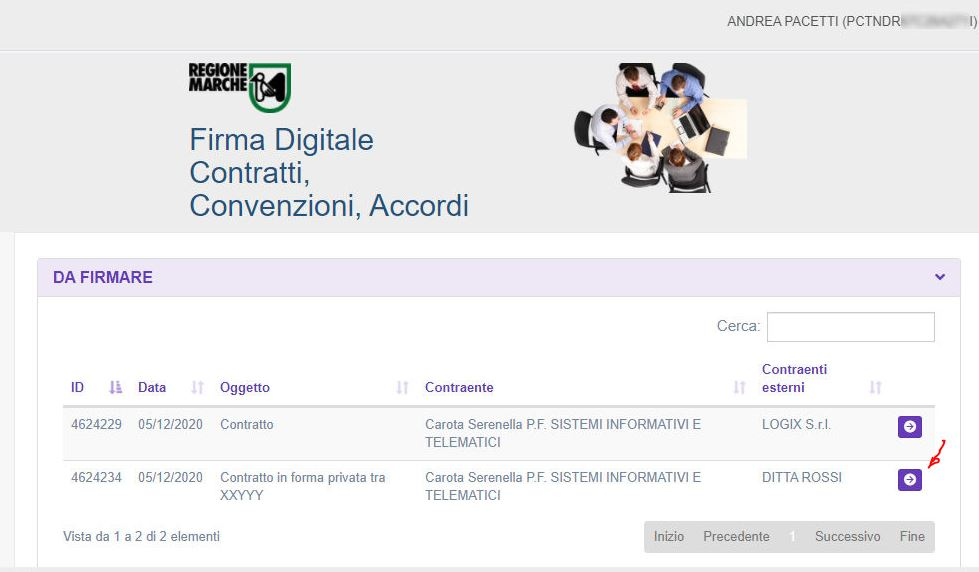 ANDREA PACETTI (PCTNDR
REGIONE
MARCHE
Firma Digitale
Contratti,
Convenzioni, Accordi
DA FIRMARE
Cerca:
ID Data Oggetto Contraente Contraenti
esterni
4624229 05/12/2020 Contratto Carota Serenella P.F. SISTEMI INFORMATIVI E LOGIX S.r.l.
TELEMATICI
4624234 05/12/2020 Contratto in forma privata tra Carota Serenella P.F. SISTEMI INFORMATIVI E DITTA ROSSI
XXYYY TELEMATICI
Vista da 1 a 2 di 2 elementi Inizio Precedente 1 Successivo Fine